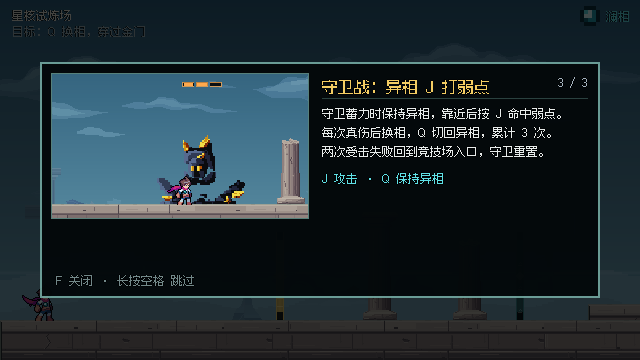 星核试炼场
目标：Q 换相，穿过金门
澜相
守卫战：异相 J 打弱点
3 / 3
守卫蓄力时保持异相，靠近后按 J 命中弱点。
每次真伤后换相，Q 切回异相，累计 3 次。
两次受击失败回到竞技场入口，守卫重置。
J 攻击 · Q 保持异相
F 关闭 · 长按空格 跳过